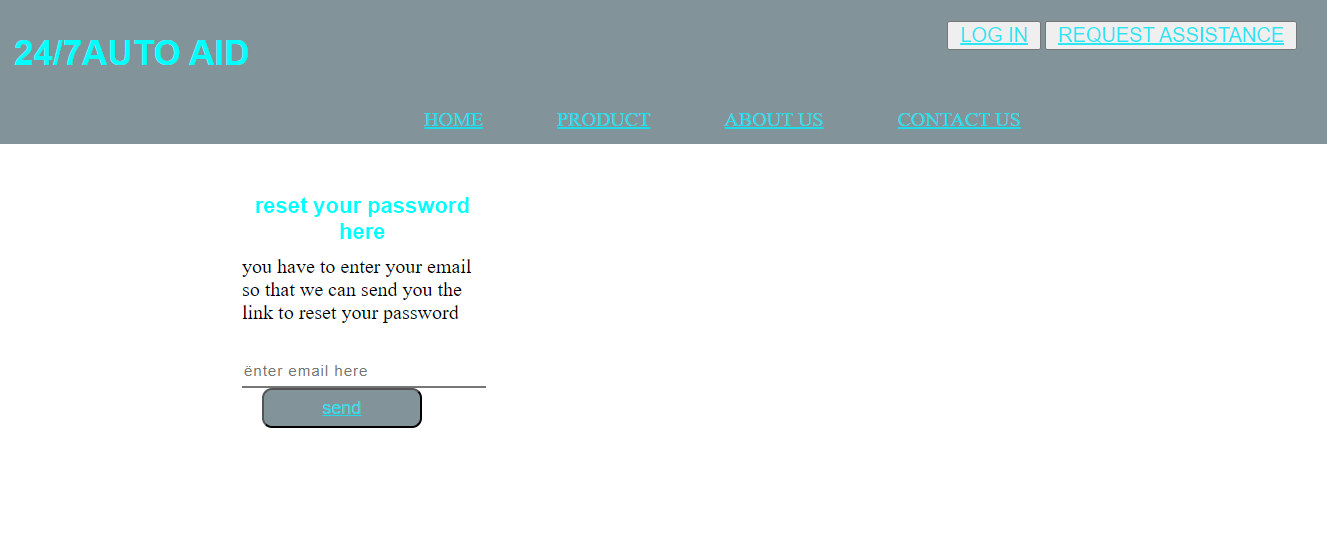 24/7AUTO AID
LOG IN
REQUEST ASSISTANCE
HOME
PRODUCT
ABOUT US
CONTACT US
reset your password
here
you have to enter your email
so that we can send you the
link to reset your password
ënter email here
send